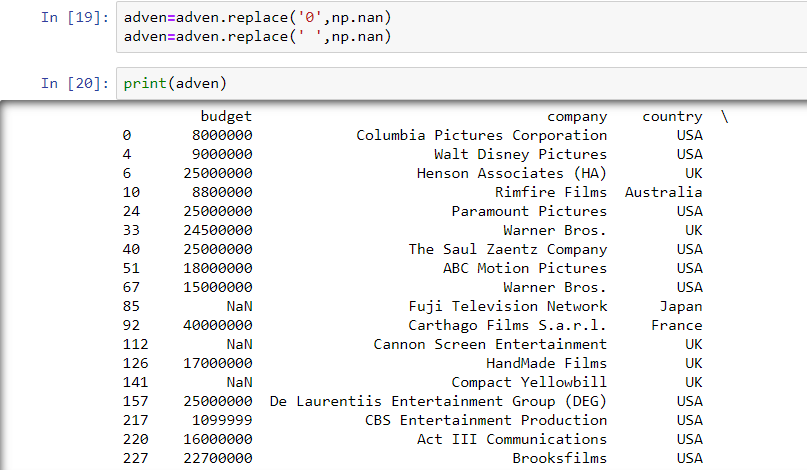 In [19]: adven=adven.replace('0',np.nan)
adven=adven.replace(' ',np.nan)
In [20]: print(adven)
budget company country \
0 8000000 Columbia Pictures Corporation USA
4 9000000 Walt Disney Pictures USA
6 25000000 Henson Associates (HA) UK
10 8800000 Rimfire Films Australia
24 25000000 Paramount Pictures USA
33 24500000 Warner Bros. UK
40 25000000 The Saul Zaentz Company USA
51 18000000 ABC Motion Pictures USA
67 15000000 Warner Bros. USA
85 NaN Fuji Television Network Japan
92 40000000 Carthago Films S.a.r.l. France
112 NaN Cannon Screen Entertainment UK
126 17000000 HandMade Films UK
141 NaN Compact Yellowbill UK
157 25000000 De Laurentiis Entertainment Group (DEG) USA
217 1099999 CBS Entertainment Production USA
220 16000000 Act III Communications USA
227 22700000 Brooksfilms USA